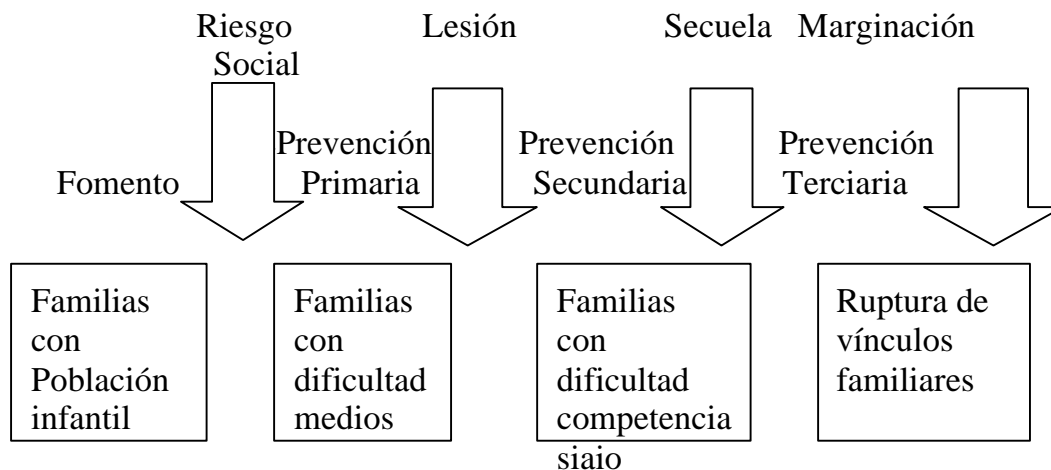 Riesgo Social
Lesión
Secuela
Marginación
Fomento
Prevención Primaria
Prevención Secundaria
Prevención Terciaria
Familias
con
Población
infantil
Familias
con
dificultad
medios
Familias
con
dificultad
competencia
siaio
Ruptura de
vínculos
familiares